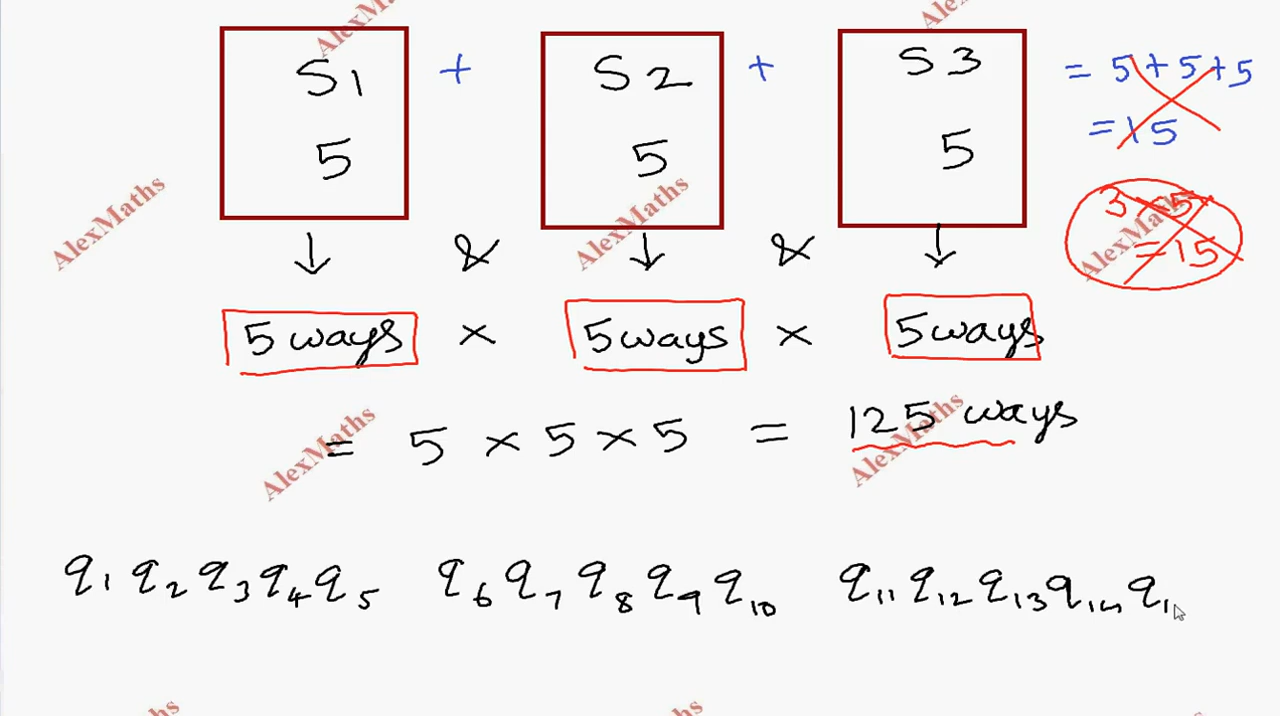 S1 + S2 + S3 = 5 + 5 + 5
5 5 5 = 15
3 × 5
= 15
↓ & ↓ & ↓
5 ways × 5 ways × 5 ways
= 5 × 5 × 5 = 125 ways
q1 q2 q3 q4 q5 q6 q7 q8 q9 q10 q11 q12 q13 q14 q1
AlexMaths
AlexMaths
AlexMaths
AlexMaths
AlexMaths
AlexMaths
AlexMaths